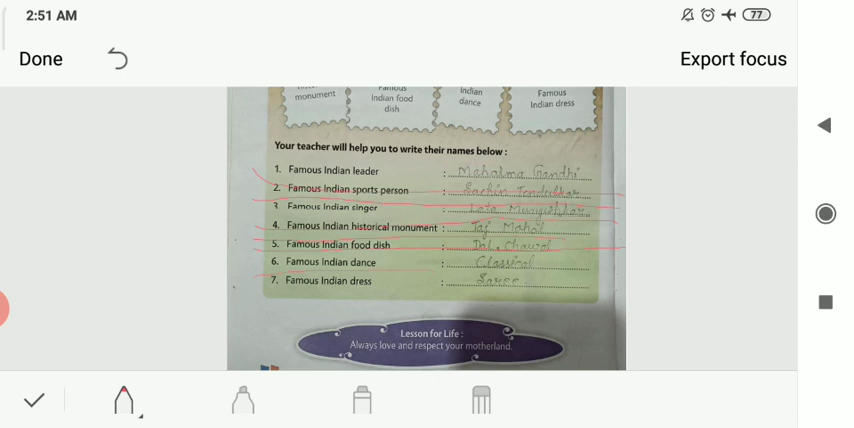 2:51 AM
77
Done
Export focus
monument
Famous
Indian food
dish
Indian
dance
Famous
Indian dress
Your teacher will help you to write their names below :
1. Famous Indian leader : Mahatma Gandhi
2. Famous Indian sports person : Sachin Tendulkar
3. Famous Indian singer : Lata Mangeshkar
4. Famous Indian historical monument : Taj Mahal
5. Famous Indian food dish : Dal, Chawal
6. Famous Indian dance : Classical
7. Famous Indian dress : Saree
Lesson for Life :
Always love and respect your motherland.